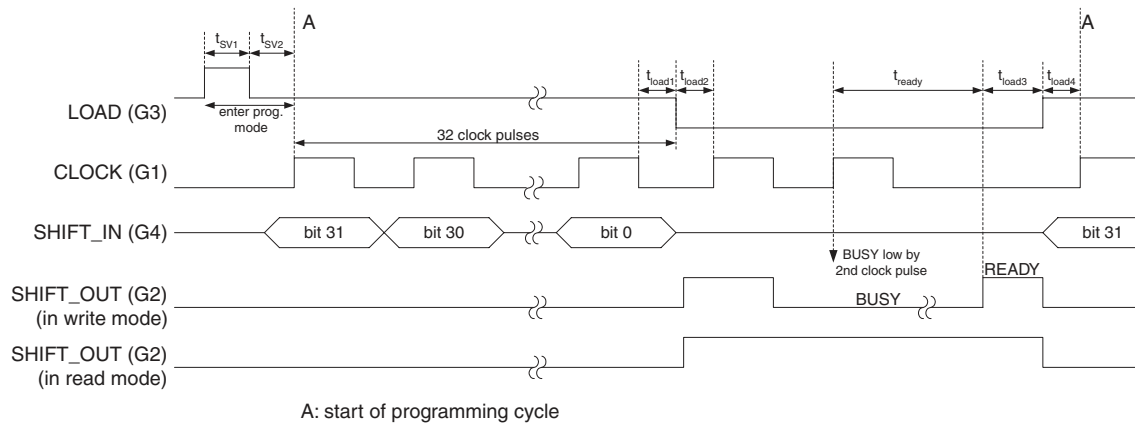 A
A
tSV1
tSV2
tload1
tload2
tready
tload3
tload4
LOAD (G3)
enter prog.
mode
32 clock pulses
CLOCK (G1)
SHIFT_IN (G4)
bit 31
bit 30
bit 0
bit 31
BUSY low by
2nd clock pulse
READY
SHIFT_OUT (G2)
(in write mode)
BUSY
SHIFT_OUT (G2)
(in read mode)
A: start of programming cycle